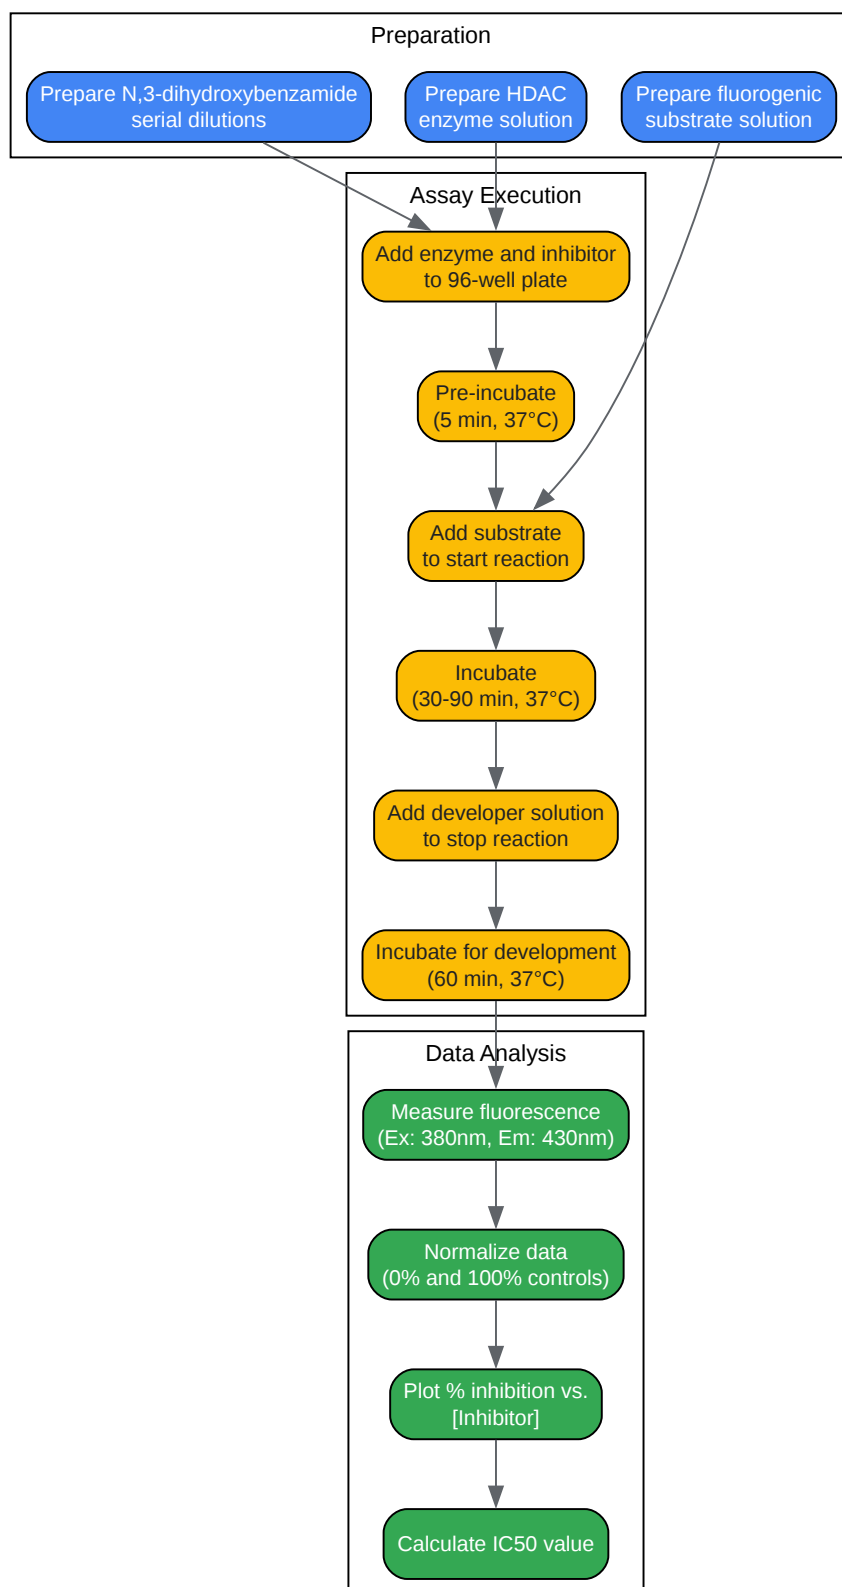 Preparation
Prepare N,3-dihydroxybenzamide
serial dilutions
Prepare HDAC
enzyme solution
Prepare fluorogenic
substrate solution
Assay Execution
Add enzyme and inhibitor
to 96-well plate
Pre-incubate
(5 min, 37°C)
Add substrate
to start reaction
Incubate
(30-90 min, 37°C)
Add developer solution
to stop reaction
Incubate for development
(60 min, 37°C)
Data Analysis
Measure fluorescence
(Ex: 380nm, Em: 430nm)
Normalize data
(0% and 100% controls)
Plot % inhibition vs.
[Inhibitor]
Calculate IC50 value